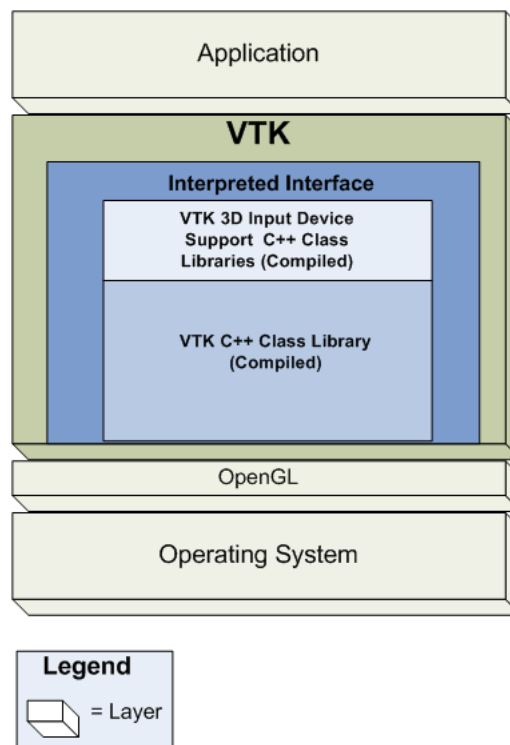 Application
VTK
Interpreted Interface
VTK 3D Input Device
Support C++ Class
Libraries (Compiled)
VTK C++ Class Library
(Compiled)
OpenGL
Operating System
Legend
= Layer